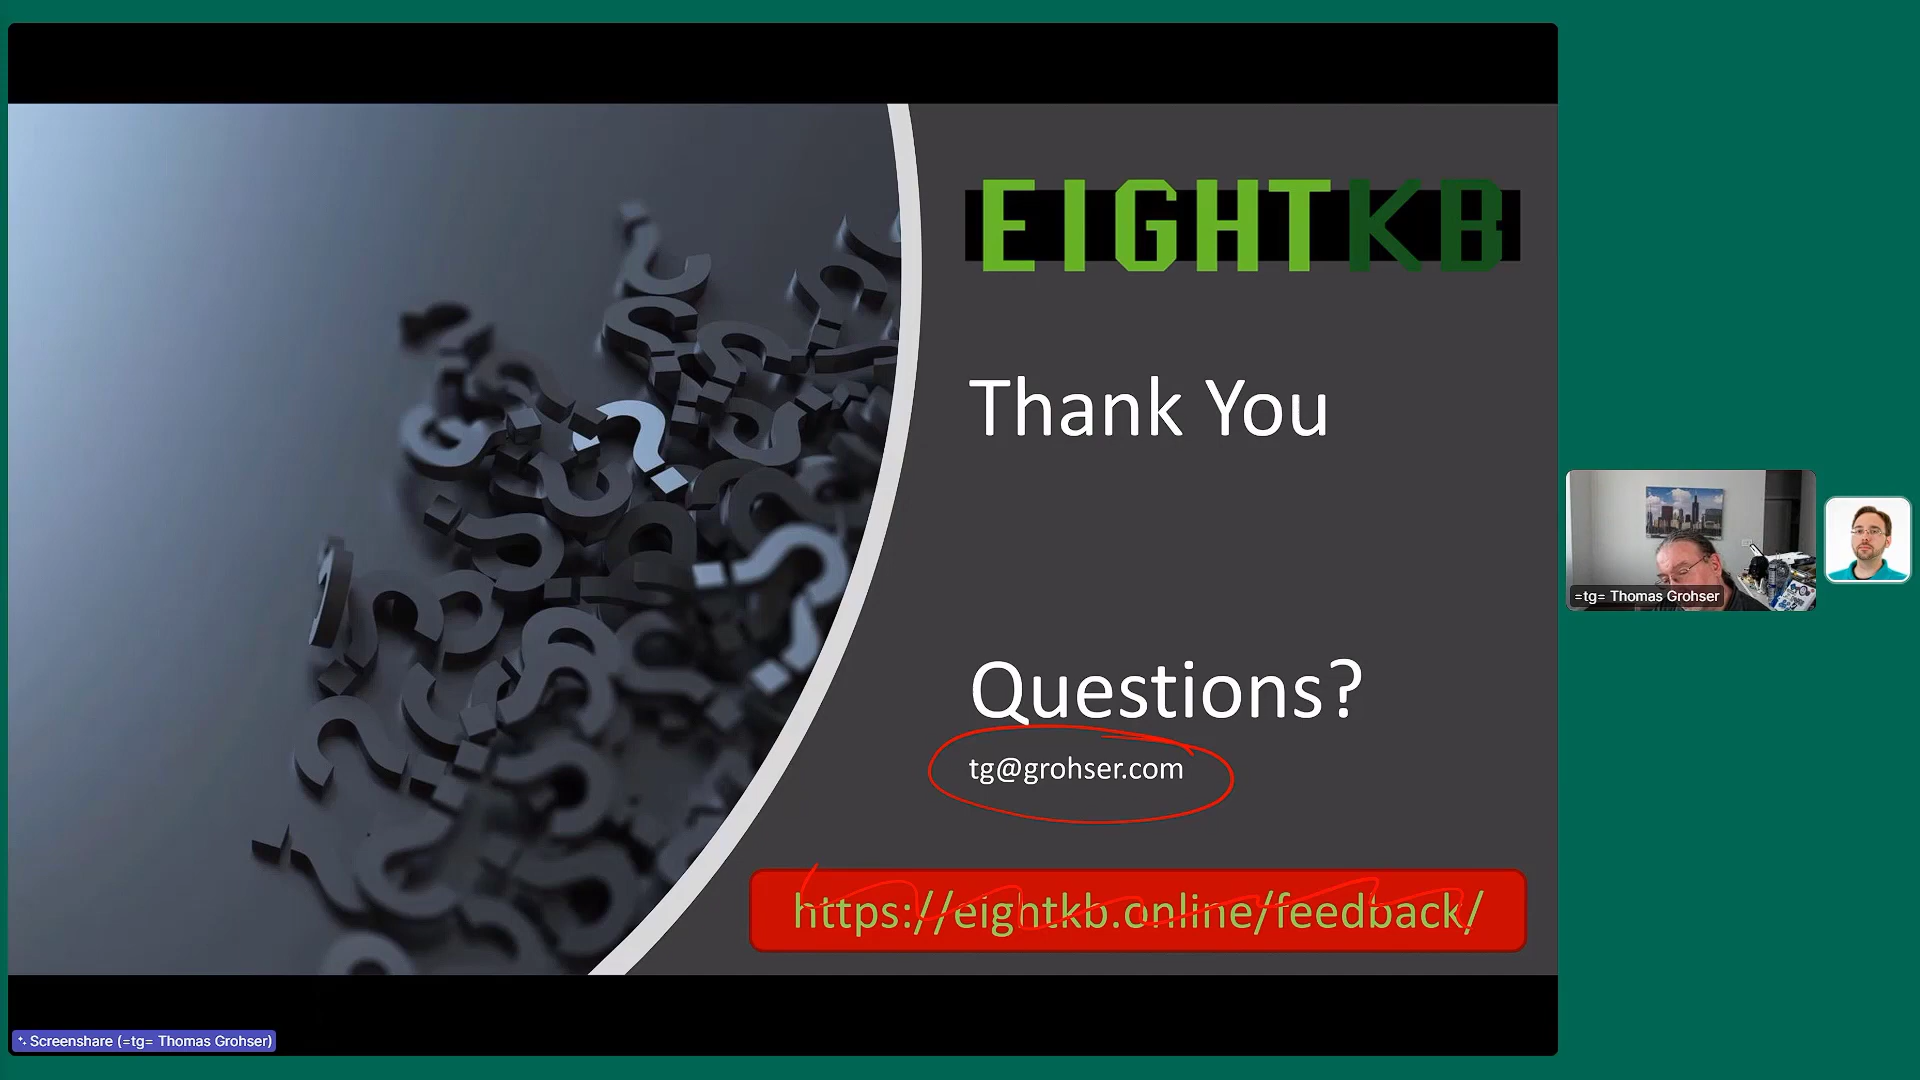 EIGHTKB
Thank You
Questions?
tg@grohser.com
https://eightkb.online/feedback/
=tg= Thomas Grohser
Screenshare (=tg= Thomas Grohser)